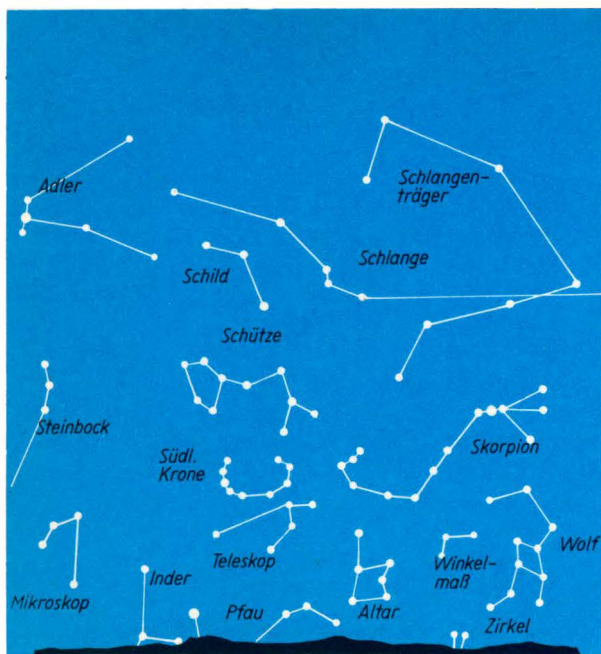 Adler
Schlangen-
träger
Schild
Schlange
Schütze
Steinbock
Südl.
Krone
Skorpion
Teleskop
Winkel-
maß
Wolf
Mikroskop
Inder
Pfau
Altar
Zirkel